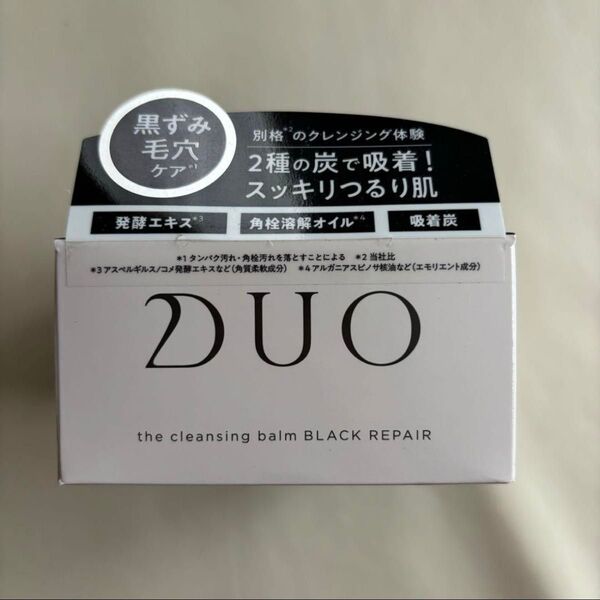 黒ずみ
毛穴
ケア*1
別格*2のクレンジング体験
2種の炭で吸着！
スッキリつるり肌
発酵エキス*3 角栓溶解オイル*4 吸着炭
*1 タンパク汚れ・角栓汚れを落とすことによる *2 当社比
*3 アスペルギルス/コメ発酵エキスなど(角質柔軟成分) *4 アルガニアスピノサ核油など(エモリエント成分)
DUO
the cleansing balm BLACK REPAIR